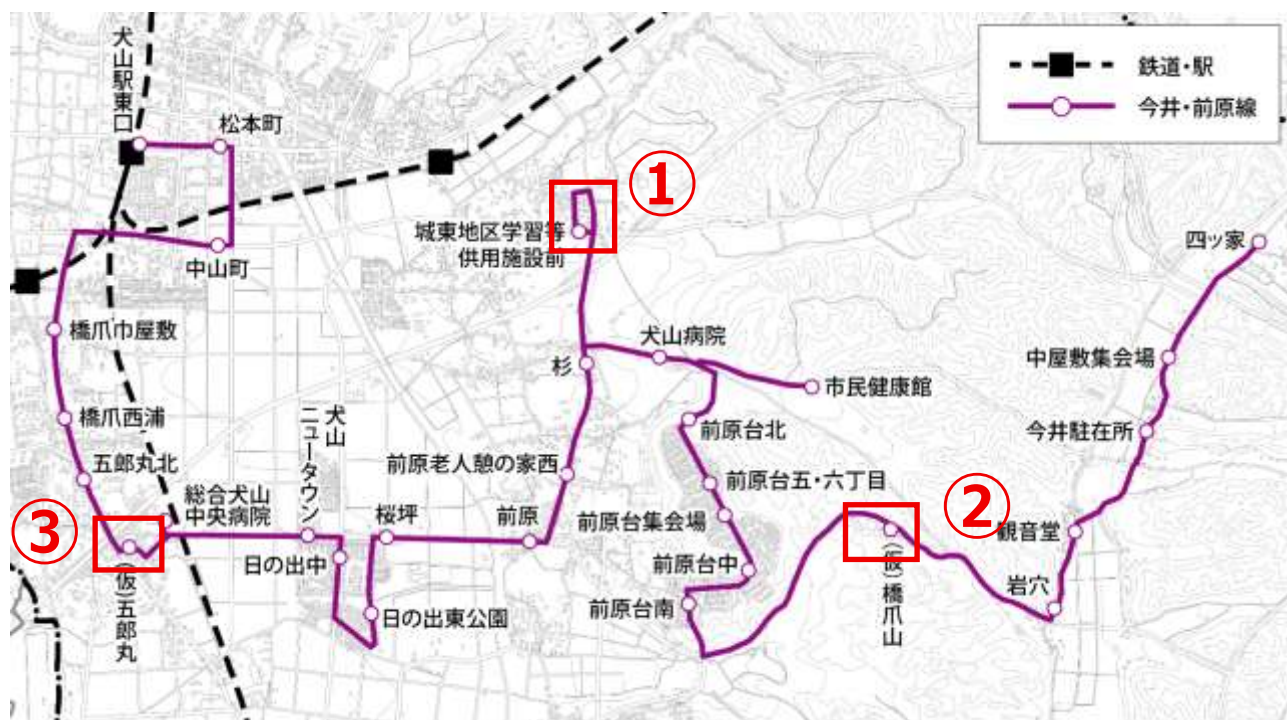 鉄道・駅
今井・前原線
犬山駅東口
松本町
①
城東地区学習等
供用施設前
中山町
四ッ家
橋爪巾屋敷
杉
犬山病院
市民健康館
中屋敷集会場
橋爪西浦
犬山
ニュータウン
前原台北
今井駐在所
五郎丸北
前原老人憩の家西
前原台五・六丁目
総合犬山
中央病院
桜坪
前原
前原台集会場
②
観音堂
③
日の出中
前原台中
(仮)橋爪山
岩穴
(仮)五郎丸
日の出東公園
前原台南